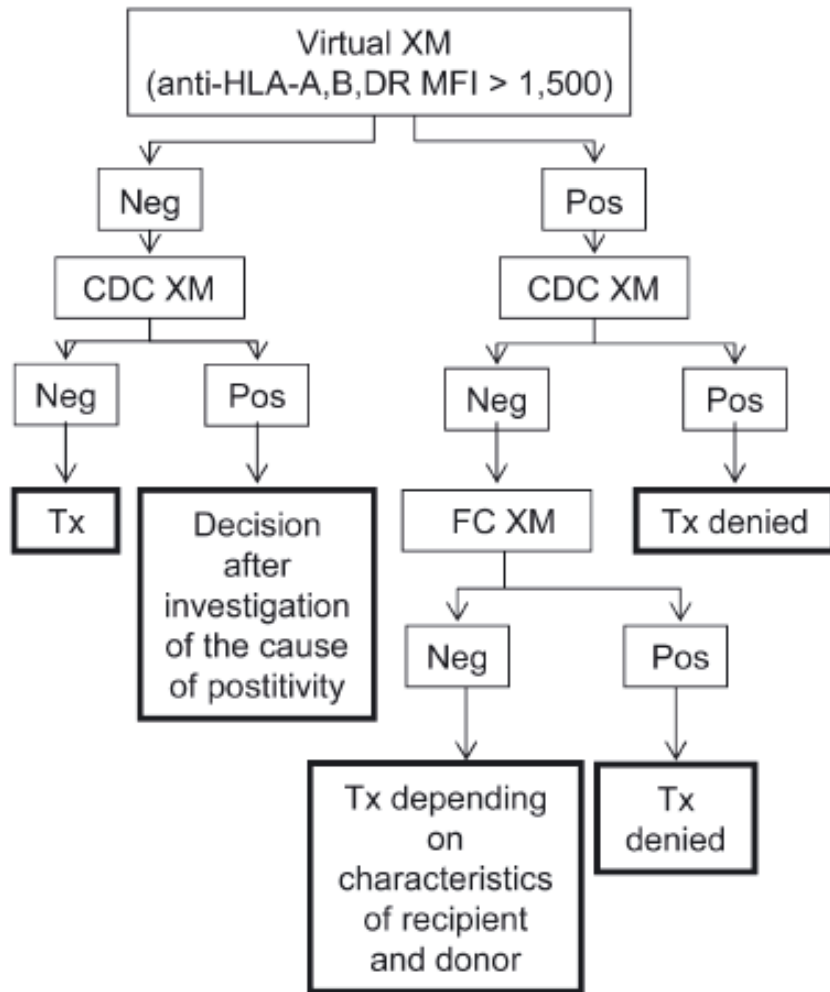 Virtual XM
(anti-HLA-A,B,DR MFI > 1,500)
Neg
Pos
CDC XM
CDC XM
Neg
Pos
Neg
Pos
Tx
Decision
after
investigation
of the cause
of postitivity
FC XM
Tx denied
Neg
Pos
Tx depending
on
characteristics
of recipient
and donor
Tx
denied